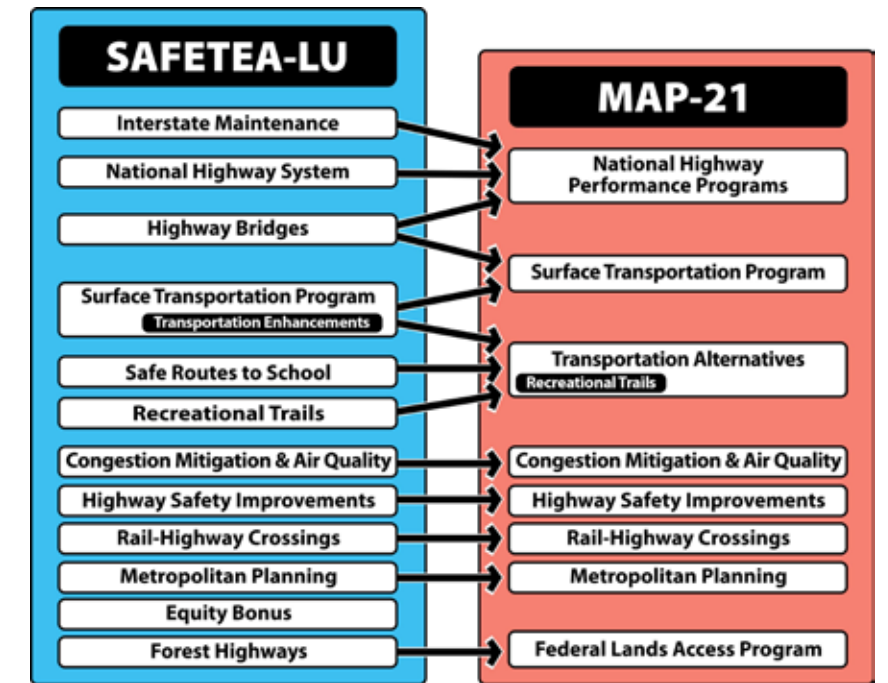 SAFETEA-LU
Interstate Maintenance
National Highway System
Highway Bridges
Surface Transportation Program
Transportation Enhancements
Safe Routes to School
Recreational Trails
Congestion Mitigation & Air Quality
Highway Safety Improvements
Rail-Highway Crossings
Metropolitan Planning
Equity Bonus
Forest Highways
MAP-21
National Highway
Performance Programs
Surface Transportation Program
Transportation Alternatives
Recreational Trails
Congestion Mitigation & Air Quality
Highway Safety Improvements
Rail-Highway Crossings
Metropolitan Planning
Federal Lands Access Program